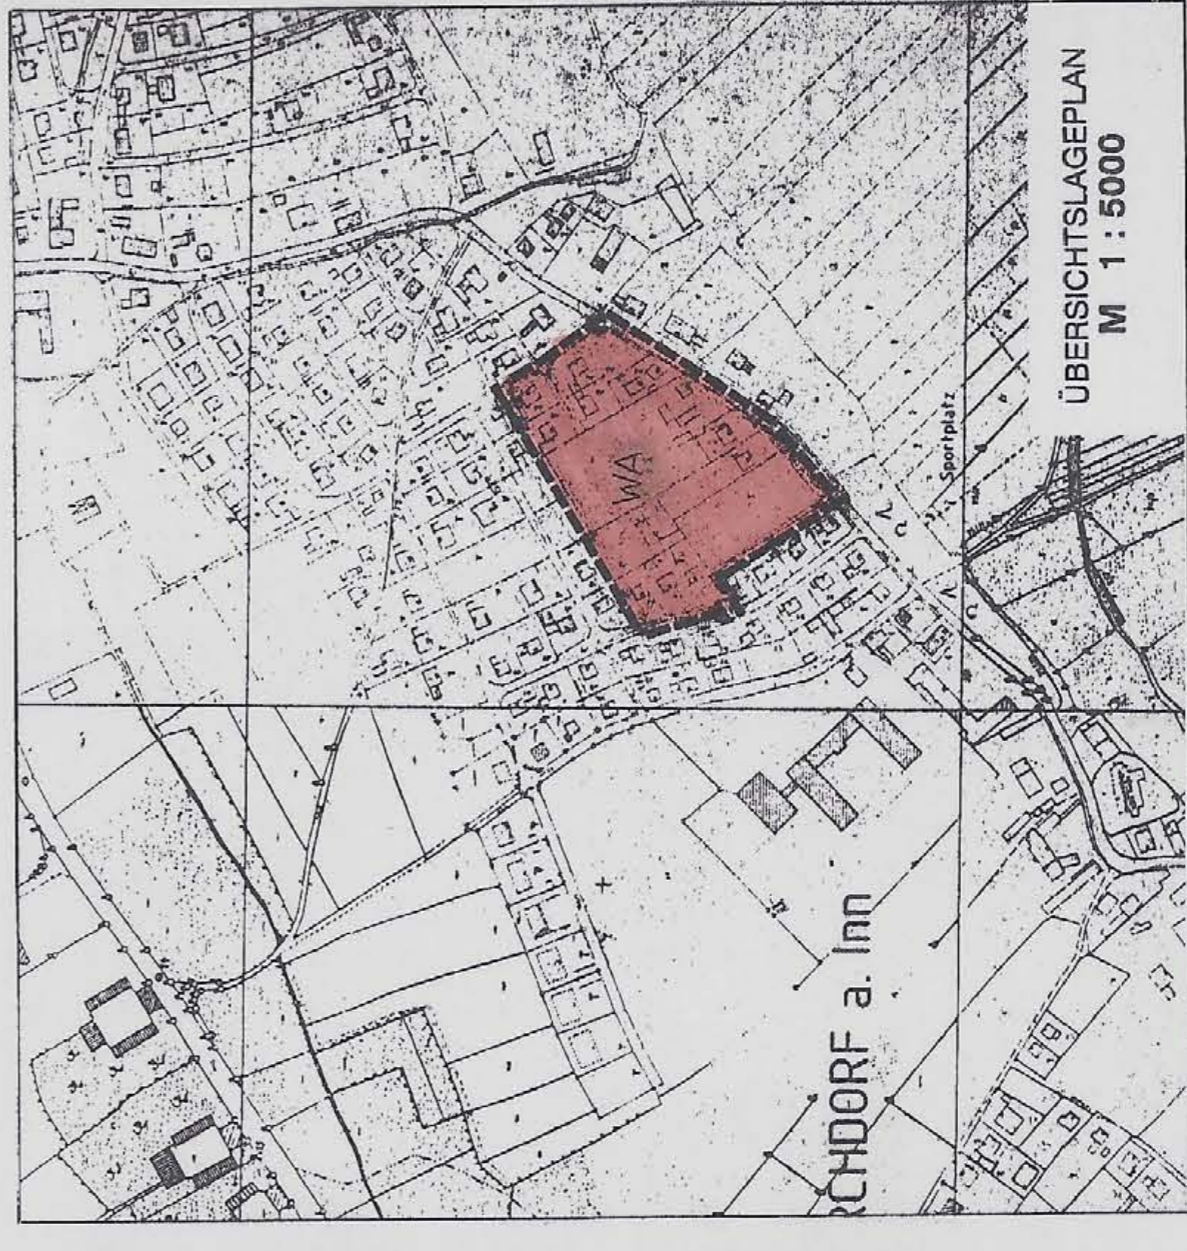 ÜBERSICHTSLAGEPLAN
M 1 : 5000
WA
Sportplatz
RCHDORF a. Inn